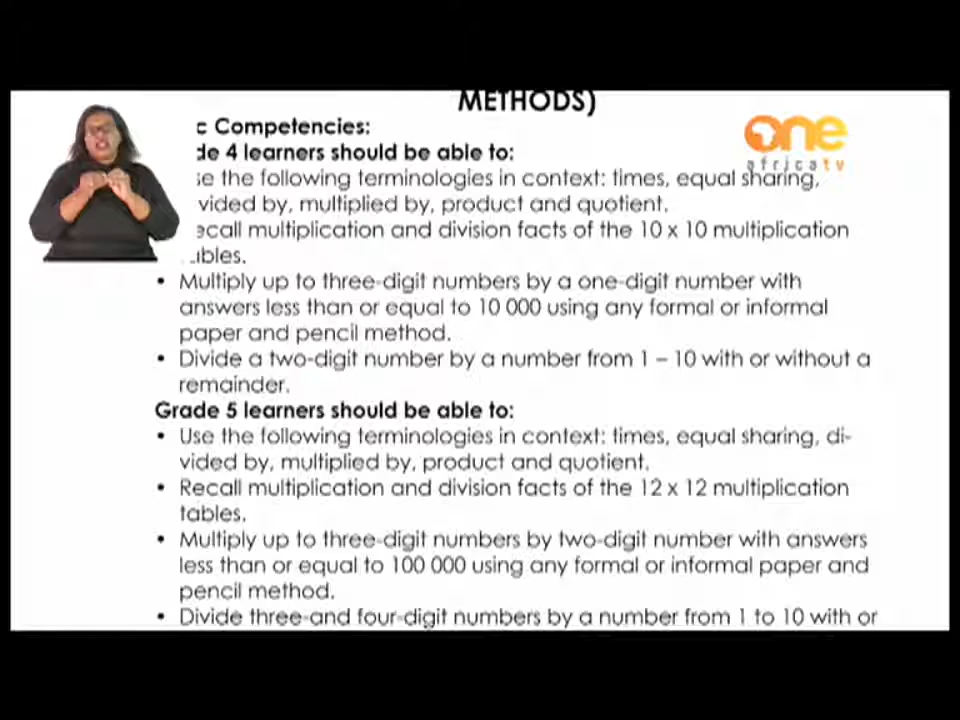 METHODS)
c Competencies:
de 4 learners should be able to:
se the following terminologies in context: times, equal sharing,
vided by, multiplied by, product and quotient.
ecall multiplication and division facts of the 10 x 10 multiplication
ables.
• Multiply up to three-digit numbers by a one-digit number with
answers less than or equal to 10 000 using any formal or informal
paper and pencil method.
• Divide a two-digit number by a number from 1 – 10 with or without a
remainder.
Grade 5 learners should be able to:
• Use the following terminologies in context: times, equal sharing, di-
vided by, multiplied by, product and quotient.
• Recall multiplication and division facts of the 12 x 12 multiplication
tables.
• Multiply up to three-digit numbers by two-digit number with answers
less than or equal to 100 000 using any formal or informal paper and
pencil method.
• Divide three-and four-digit numbers by a number from 1 to 10 with or
one
africa tv